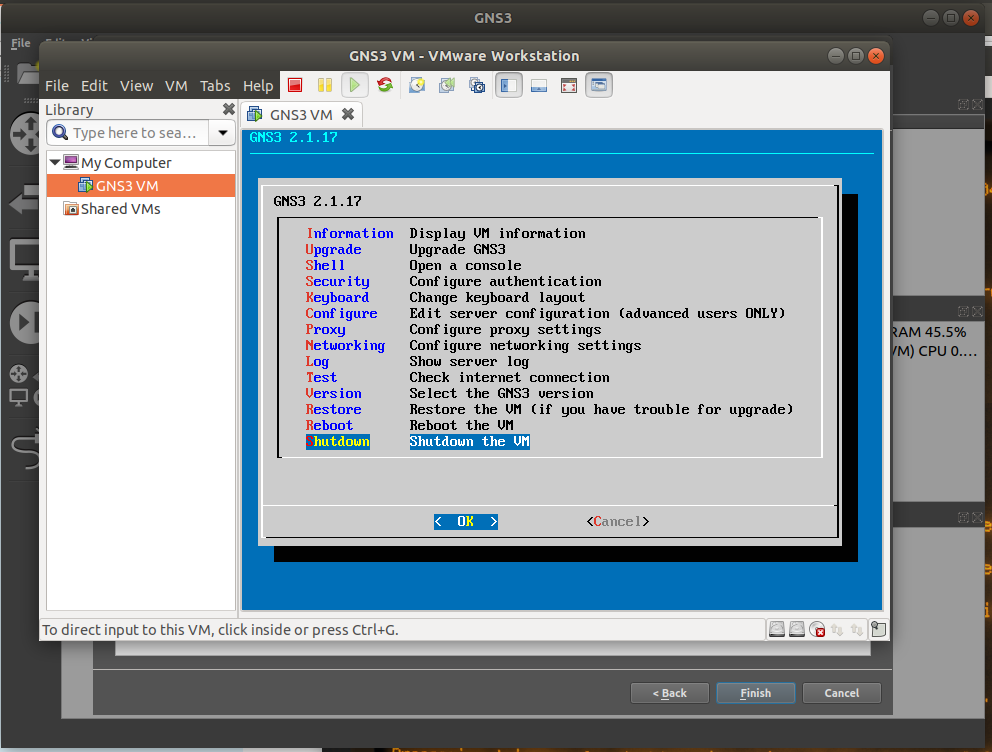 GNS3
File Edit Vi
GNS3 VM - VMware Workstation
File Edit View VM Tabs Help
Library
Type here to sea...
My Computer
GNS3 VM
Shared VMs
GNS3 VM
GNS3 2.1.17
GNS3 2.1.17
Information Display VM information
Upgrade Upgrade GNS3
Shell Open a console
Security Configure authentication
Keyboard Change keyboard layout
Configure Edit server configuration (advanced users ONLY)
Proxy Configure proxy settings
Networking Configure networking settings
Log Show server log
Test Check internet connection
Version Select the GNS3 version
Restore Restore the VM (if you have trouble for upgrade)
Reboot Reboot the VM
Shutdown Shutdown the VM
< OK > <Cancel>
RAM 45.5%
VM) CPU 0....
To direct input to this VM, click inside or press Ctrl+G.
< Back Finish Cancel